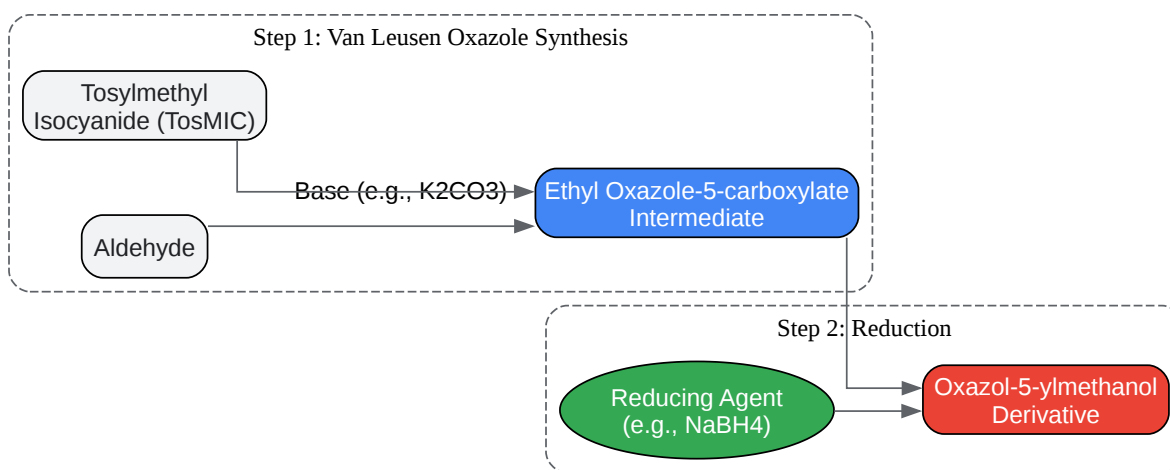 Step 1: Van Leusen Oxazole Synthesis
Tosylmethyl
Isocyanide (TosMIC)
Base (e.g., K2CO3)
Ethyl Oxazole-5-carboxylate
Intermediate
Aldehyde
Step 2: Reduction
Reducing Agent
(e.g., NaBH4)
Oxazol-5-ylmethanol
Derivative